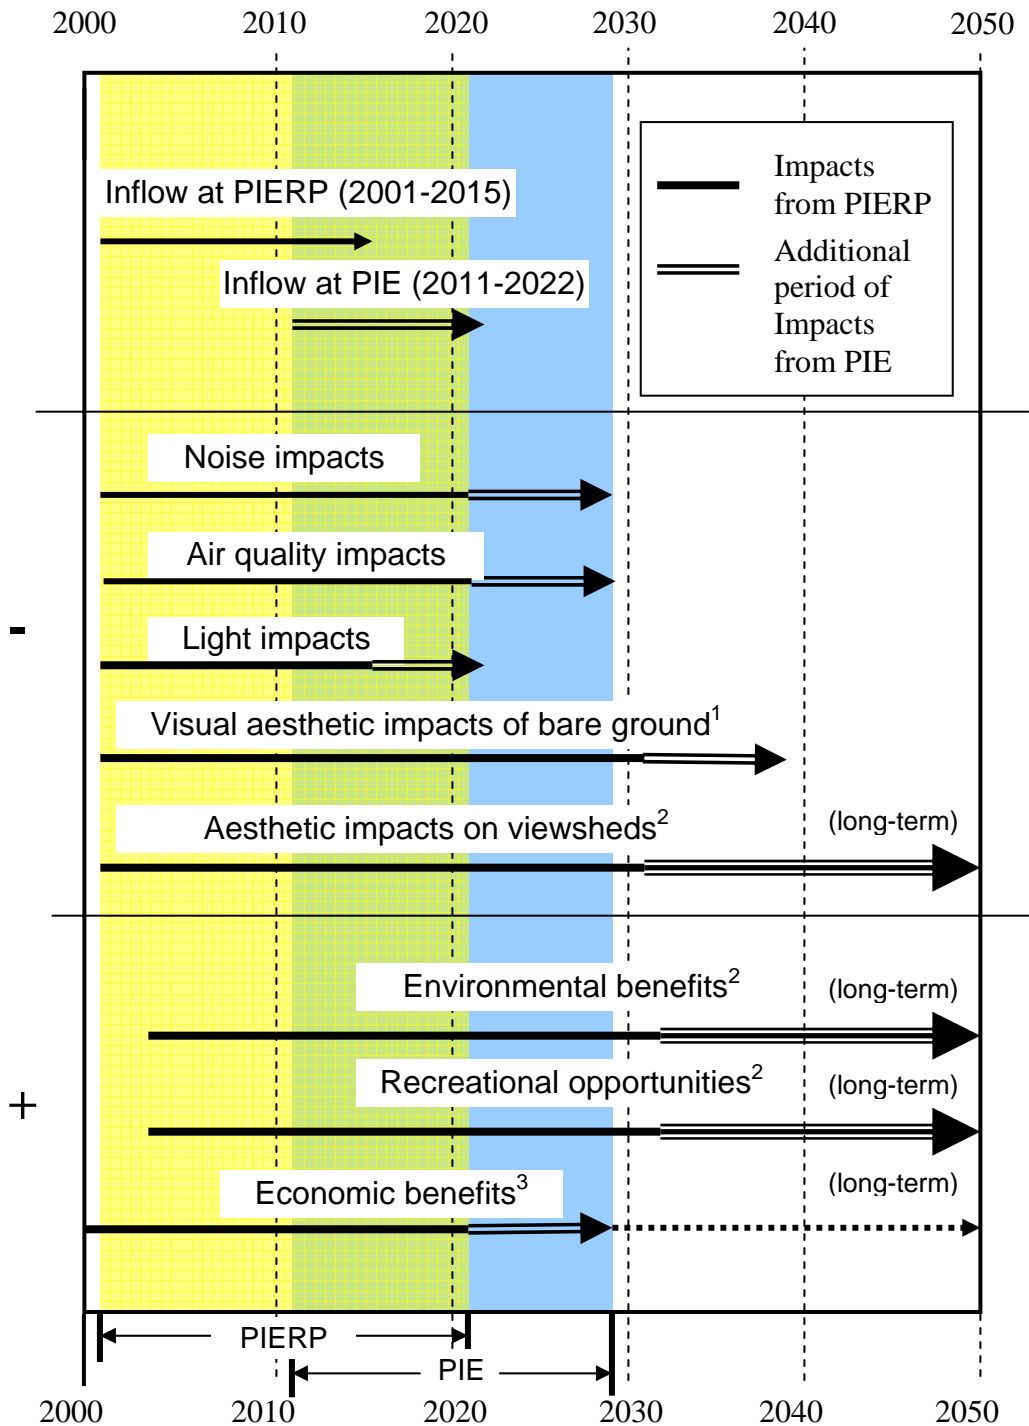 2000 2010 2020 2030 2040 2050
Inflow at PIERP (2001-2015)
Inflow at PIE (2011-2022)
Impacts
from PIERP
Additional
period of
Impacts
from PIE
Noise impacts
Air quality impacts
-
Light impacts
Visual aesthetic impacts of bare ground1
Aesthetic impacts on viewsheds2 (long-term)
Environmental benefits2 (long-term)
Recreational opportunities2 (long-term)
+
Economic benefits3 (long-term)
PIERP
PIE
2000 2010 2020 2030 2040 2050